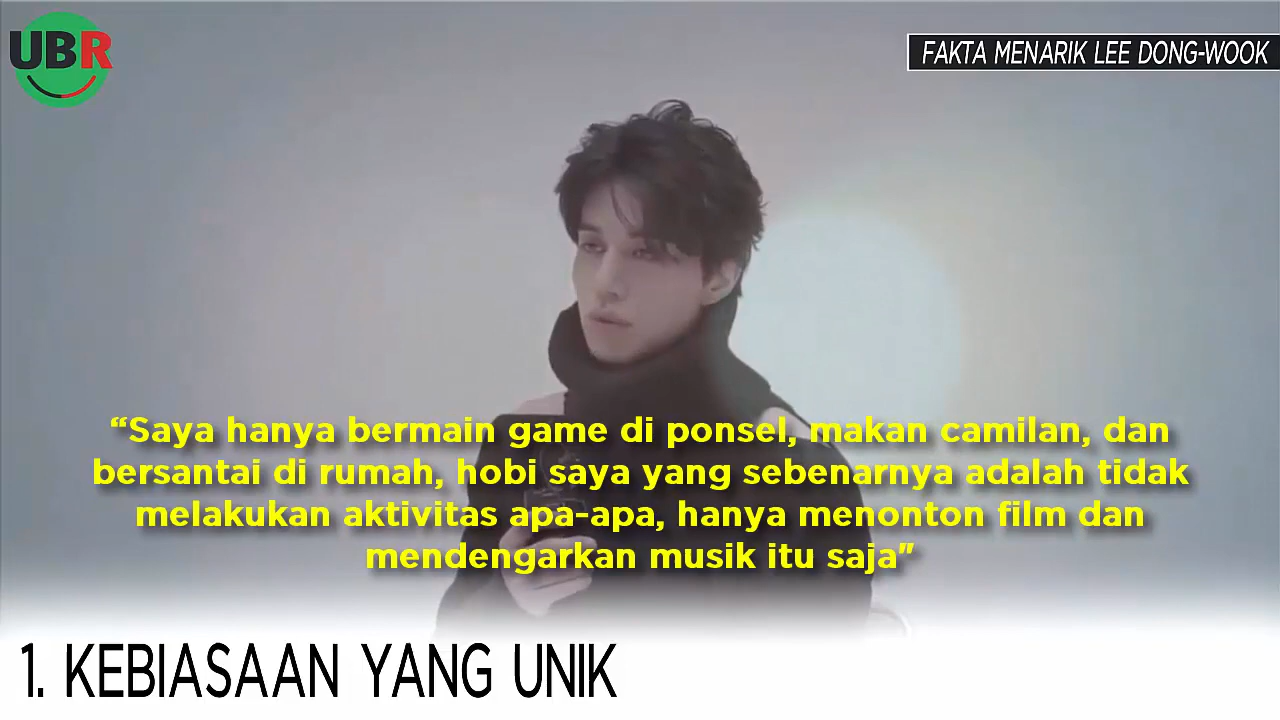 UBR
FAKTA MENARIK LEE DONG-WOOK
“Saya hanya bermain game di ponsel, makan camilan, dan
bersantai di rumah, hobi saya yang sebenarnya adalah tidak
melakukan aktivitas apa-apa, hanya menonton film dan
mendengarkan musik itu saja”
1. KEBIASAAN YANG UNIK